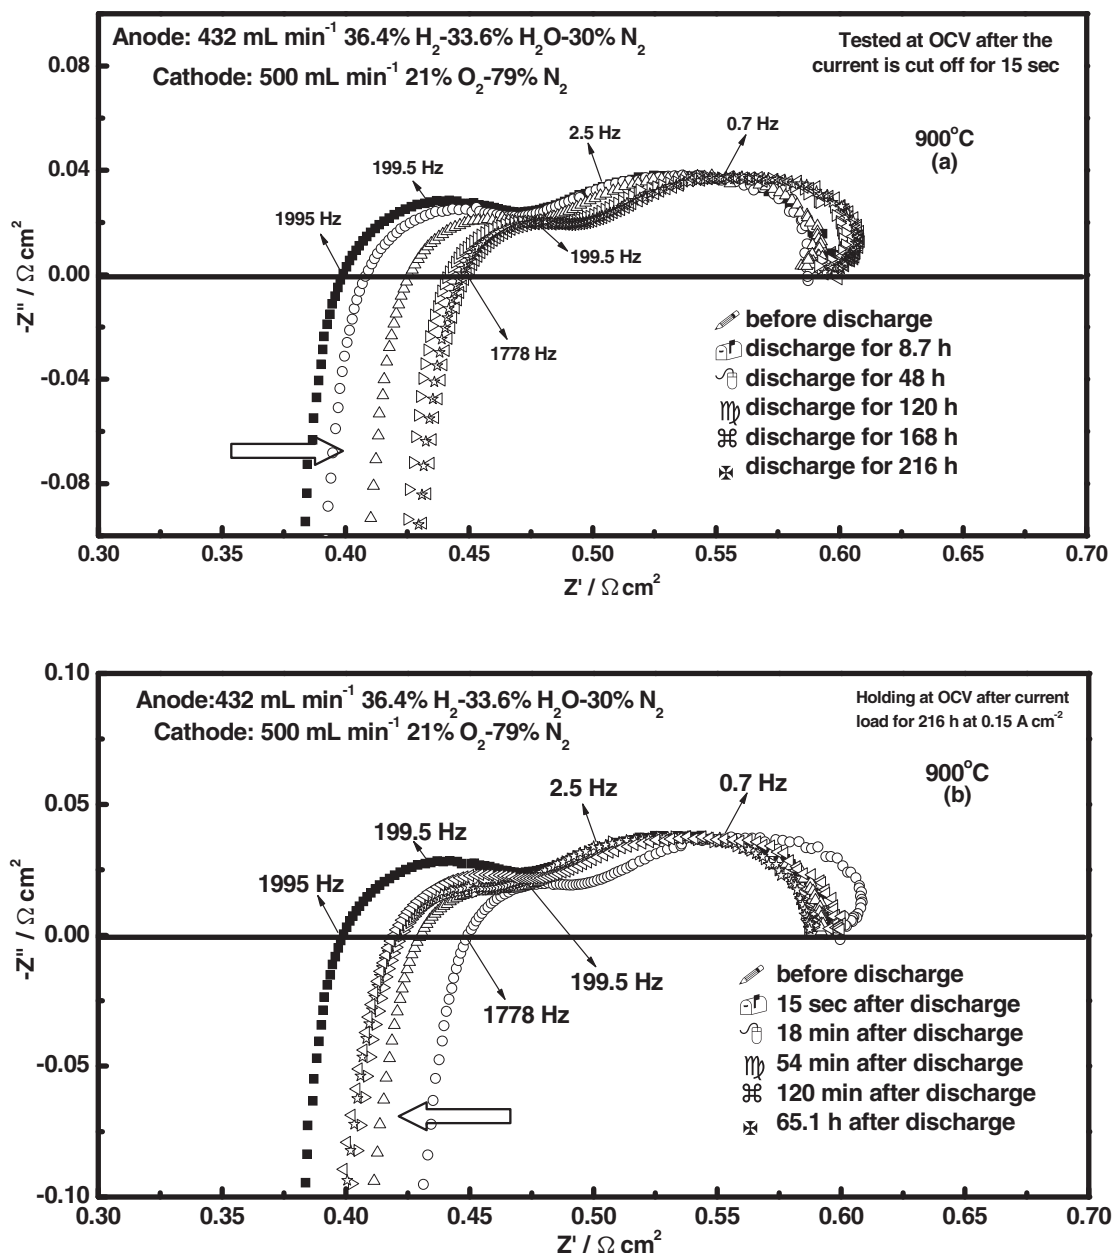 Anode: 432 mL min⁻¹ 36.4% H₂-33.6% H₂O-30% N₂
Cathode: 500 mL min⁻¹ 21% O₂-79% N₂
Tested at OCV after the
current is cut off for 15 sec
0.08
0.04
0.00
-0.04
-0.08
-Z" / Ω cm²
900°C
(a)
2.5 Hz
0.7 Hz
199.5 Hz
1995 Hz
199.5 Hz
1778 Hz
before discharge
discharge for 8.7 h
discharge for 48 h
discharge for 120 h
discharge for 168 h
discharge for 216 h
0.30 0.35 0.40 0.45 0.50 0.55 0.60 0.65 0.70
Z' / Ω cm²
Anode:432 mL min⁻¹ 36.4% H₂-33.6% H₂O-30% N₂
Cathode: 500 mL min⁻¹ 21% O₂-79% N₂
Holding at OCV after current
load for 216 h at 0.15 A cm⁻²
0.10
0.05
0.00
-0.05
-0.10
-Z" / Ω cm²
900°C
(b)
2.5 Hz
0.7 Hz
199.5 Hz
1995 Hz
199.5 Hz
1778 Hz
before discharge
15 sec after discharge
18 min after discharge
54 min after discharge
120 min after discharge
65.1 h after discharge
0.30 0.35 0.40 0.45 0.50 0.55 0.60 0.65 0.70
Z' / Ω cm²